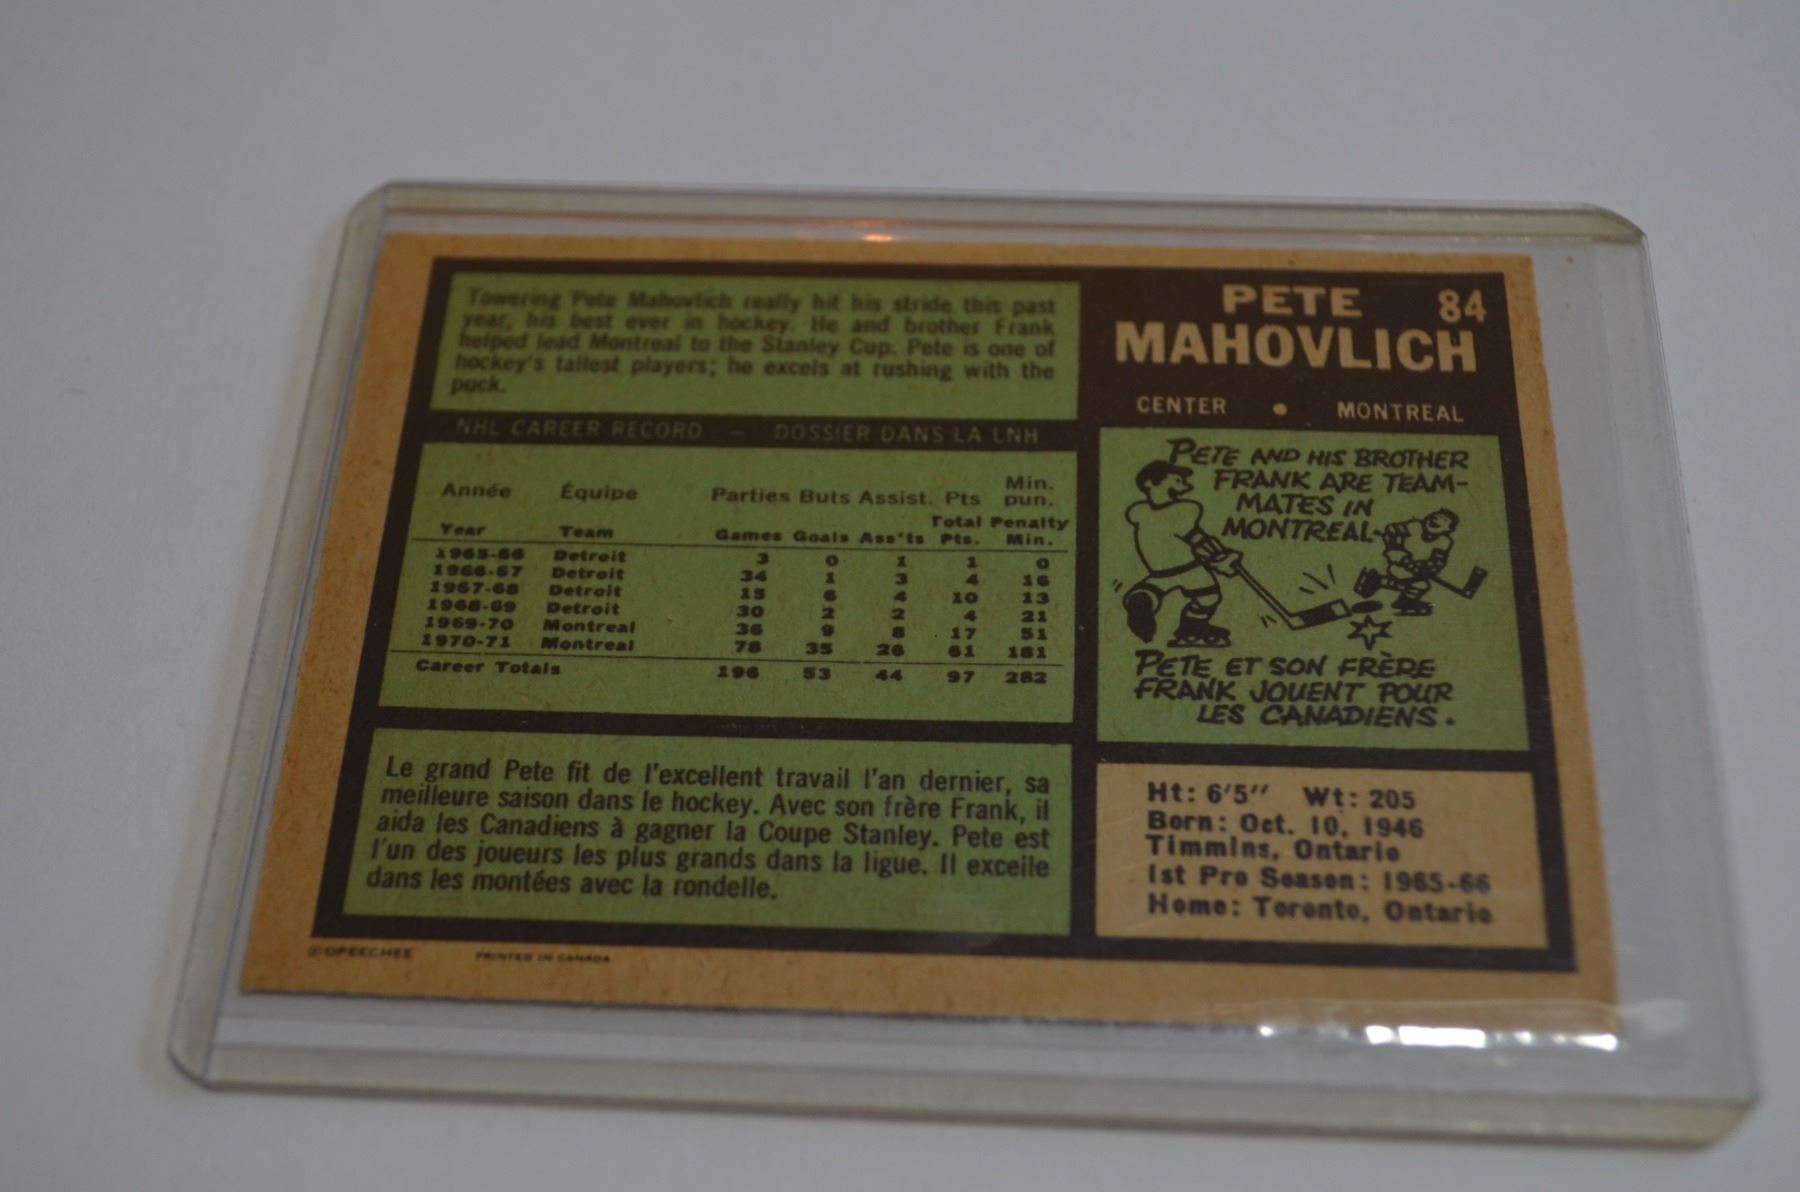 Towering Pete Mahovlich really hit his stride this past
year, his best ever in hockey. He and brother Frank
helped lead Montreal to the Stanley Cup. Pete is one of
hockey's tallest players; he excels at rushing with the
puck.
PETE 84
MAHOVLICH
CENTER • MONTREAL
NHL CAREER RECORD — DOSSIER DANS LA LNH
Année Équipe Parties Buts Assist. Pts Min. pun.
Year Team Games Goals Ass'ts Total Pts. Penalty Min.
1965-66 Detroit 3 0 1 1 0
1966-67 Detroit 34 1 3 4 16
1967-68 Detroit 15 6 4 10 13
1968-69 Detroit 30 2 2 4 21
1969-70 Montreal 36 9 8 17 51
1970-71 Montreal 78 35 26 61 181
Career Totals 196 53 44 97 282
PETE AND HIS BROTHER
FRANK ARE TEAM-
MATES IN
MONTREAL
PETE ET SON FRÈRE
FRANK JOUENT POUR
LES CANADIENS.
Le grand Pete fit de l'excellent travail l'an dernier, sa
meilleure saison dans le hockey. Avec son frère Frank, il
aida les Canadiens à gagner la Coupe Stanley. Pete est
l'un des joueurs les plus grands dans la ligue. Il excelle
dans les montées avec la rondelle.
Ht: 6'5" Wt: 205
Born: Oct. 10, 1946
Timmins, Ontario
1st Pro Season: 1965-66
Home: Toronto, Ontario
©OPEECHEE PRINTED IN CANADA